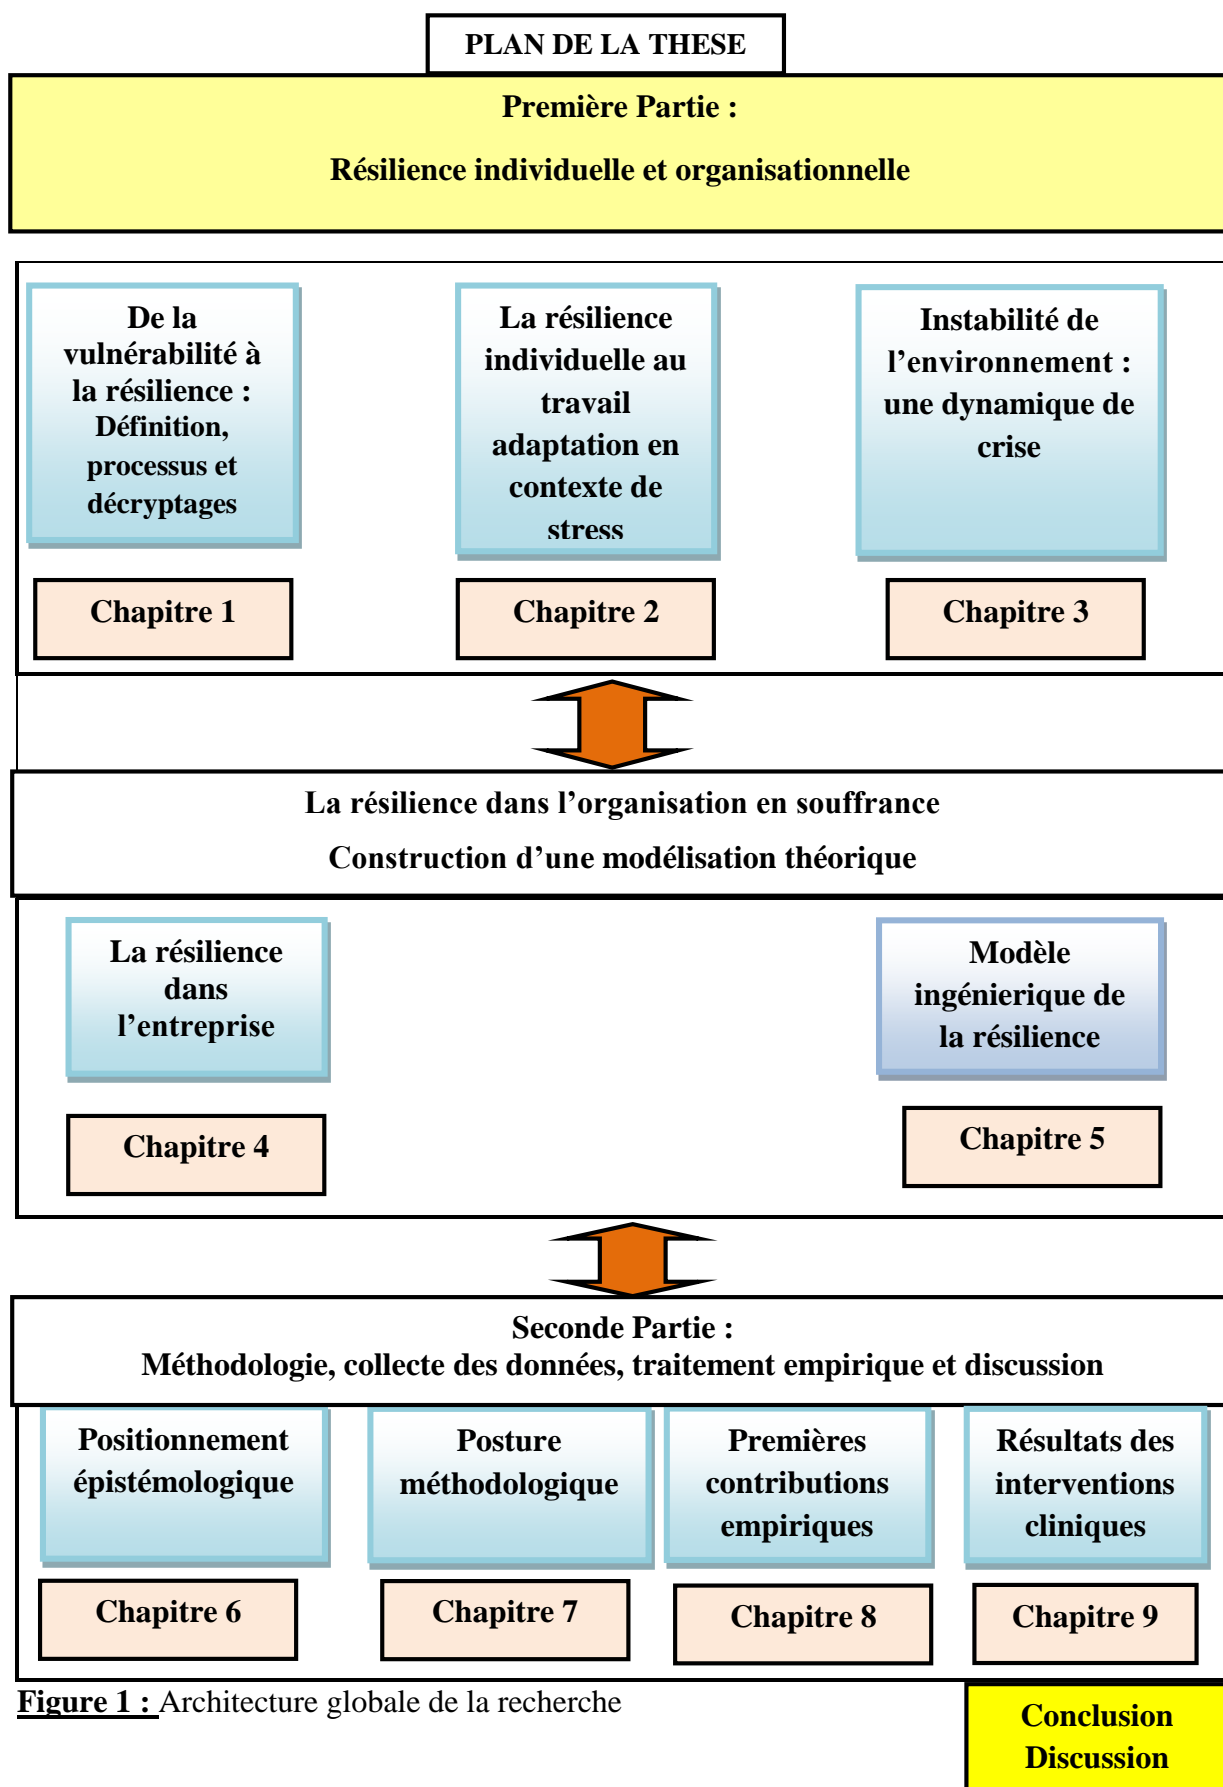 PLAN DE LA THESE
Première Partie :
Résilience individuelle et organisationnelle
De la
vulnérabilité à
la résilience :
Définition,
processus et
décryptages
La résilience
individuelle au
travail
adaptation en
contexte de
stress
Instabilité de
l’environnement :
une dynamique de
crise
Chapitre 1
Chapitre 2
Chapitre 3
La résilience dans l’organisation en souffrance
Construction d’une modélisation théorique
La résilience
dans
l’entreprise
Modèle
ingénierique de
la résilience
Chapitre 4
Chapitre 5
Seconde Partie :
Méthodologie, collecte des données, traitement empirique et discussion
Positionnement
épistémologique
Posture
méthodologique
Premières
contributions
empiriques
Résultats des
interventions
cliniques
Chapitre 6
Chapitre 7
Chapitre 8
Chapitre 9
Figure 1 : Architecture globale de la recherche
Conclusion
Discussion